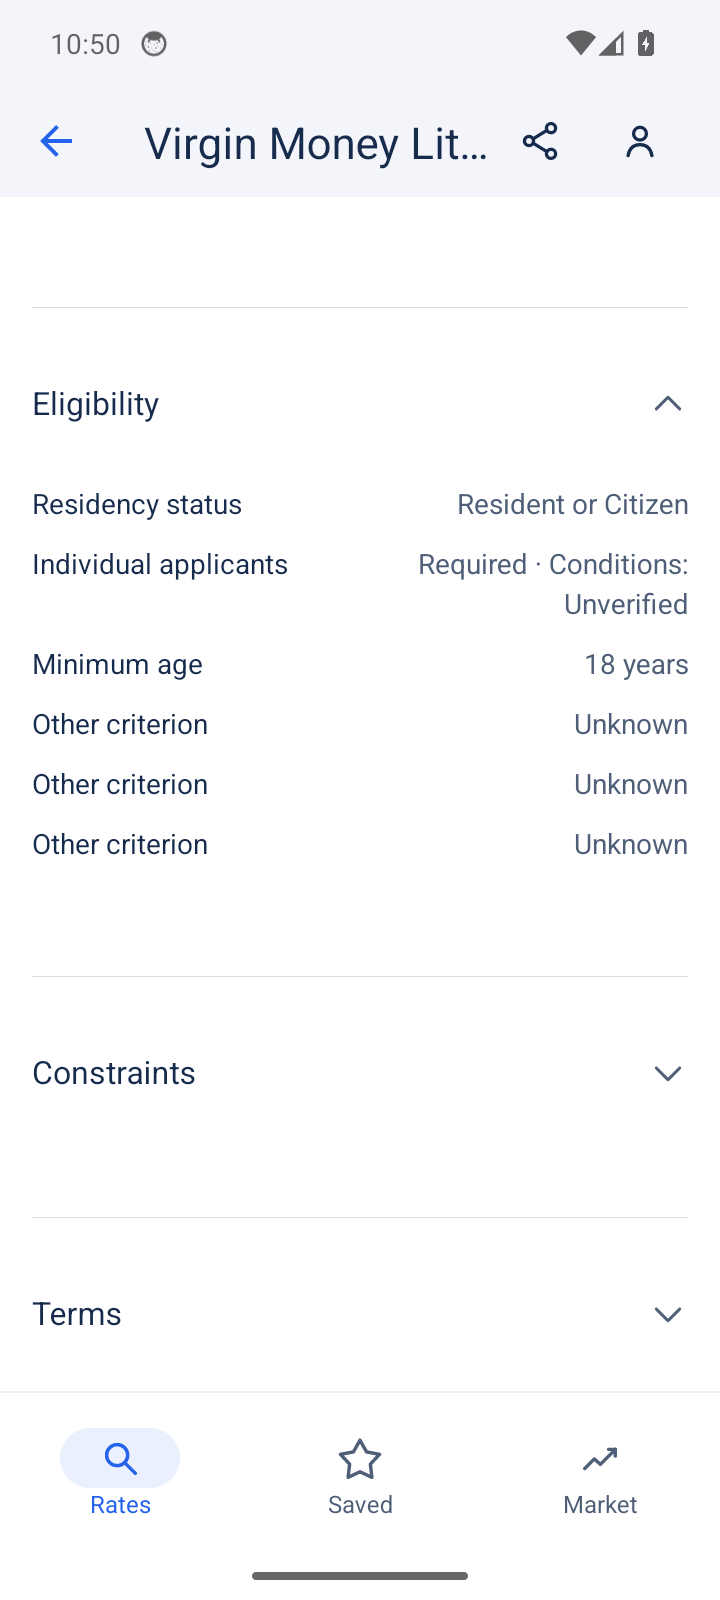 10:50
Virgin Money Lit...
Eligibility
Residency status Resident or Citizen
Individual applicants Required · Conditions:
Unverified
Minimum age 18 years
Other criterion Unknown
Other criterion Unknown
Other criterion Unknown
Constraints
Terms
Rates Saved Market